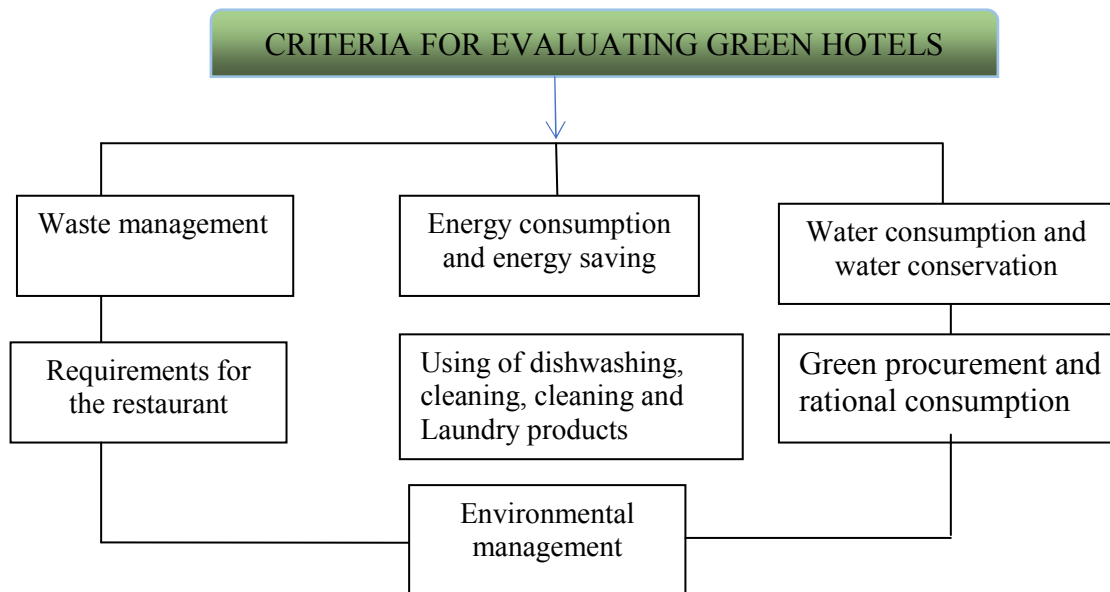 CRITERIA FOR EVALUATING GREEN HOTELS
Waste management
Energy consumption
and energy saving
Water consumption and
water conservation
Requirements for
the restaurant
Using of dishwashing,
cleaning, cleaning and
Laundry products
Green procurement and
rational consumption
Environmental
management